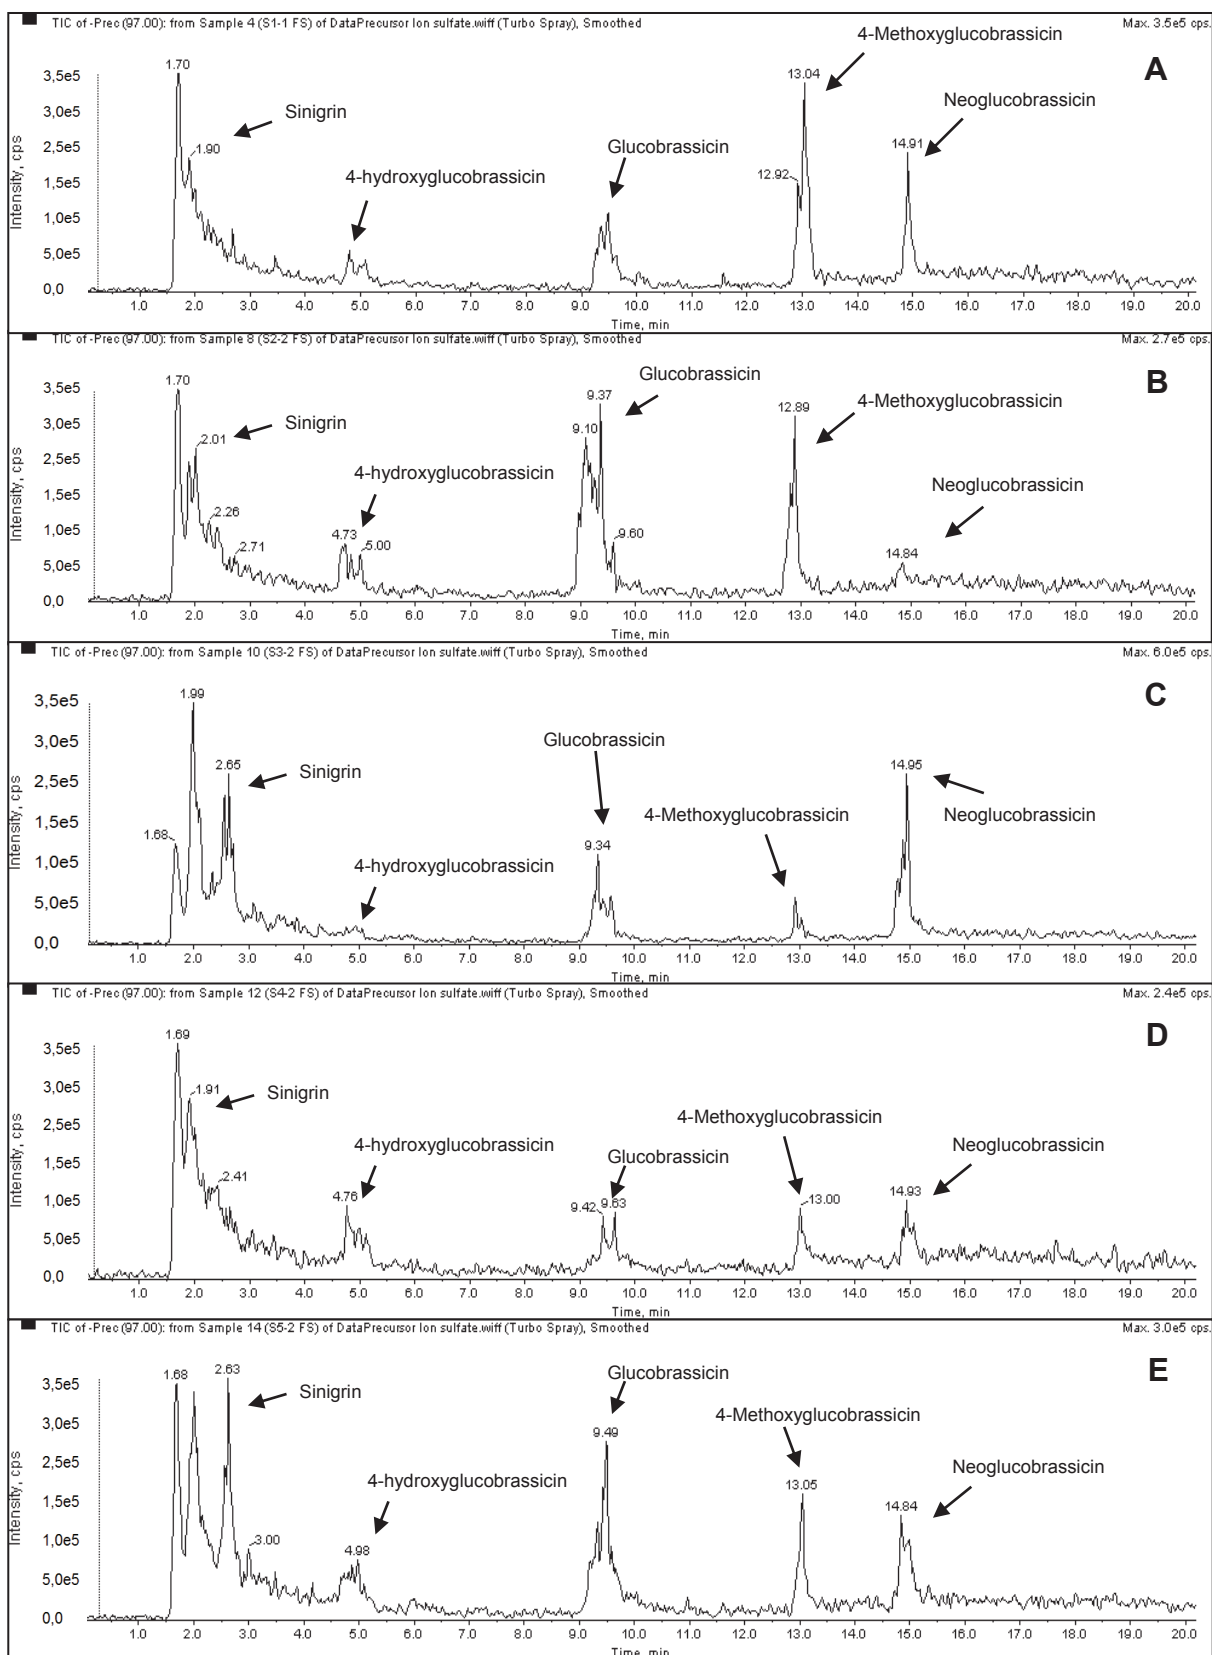 TIC of -Prec (97.00): from Sample 4 (S1-1 FS) of DataPrecursor Ion sulfate.wiff (Turbo Spray), Smoothed
Max. 3.5e5 cps.
A
4-Methoxyglucobrassicin
Neoglucobrassicin
Sinigrin
Glucobrassicin
4-hydroxyglucobrassicin
1.70
1.90
12.92
13.04
14.91
Intensity, cps
3,5e5
3,0e5
2,5e5
1,5e5
1,0e5
5,0e5
0,0
1.0 2.0 3.0 4.0 5.0 6.0 7.0 8.0 9.0 10.0 11.0 12.0 13.0 14.0 15.0 16.0 17.0 18.0 19.0 20.0
Time, min
TIC of -Prec (97.00): from Sample 8 (S2-2 FS) of DataPrecursor Ion sulfate.wiff (Turbo Spray), Smoothed
Max. 2.7e5 cps.
B
Glucobrassicin
4-Methoxyglucobrassicin
Sinigrin
4-hydroxyglucobrassicin
Neoglucobrassicin
1.70
2.01
2.26
2.71
4.73
5.00
9.10
9.37
9.60
12.89
14.84
Intensity, cps
3,5e5
3,0e5
2,5e5
1,5e5
1,0e5
5,0e5
0,0
1.0 2.0 3.0 4.0 5.0 6.0 7.0 8.0 9.0 10.0 11.0 12.0 13.0 14.0 15.0 16.0 17.0 18.0 19.0 20.0
Time, min
TIC of -Prec (97.00): from Sample 10 (S3-2 FS) of DataPrecursor Ion sulfate.wiff (Turbo Spray), Smoothed
Max. 6.0e5 cps.
C
Glucobrassicin
Sinigrin
4-Methoxyglucobrassicin
Neoglucobrassicin
4-hydroxyglucobrassicin
1.68
1.99
2.65
9.34
14.95
Intensity, cps
3,5e5
3,0e5
2,5e5
1,5e5
1,0e5
5,0e5
0,0
1.0 2.0 3.0 4.0 5.0 6.0 7.0 8.0 9.0 10.0 11.0 12.0 13.0 14.0 15.0 16.0 17.0 18.0 19.0 20.0
Time, min
TIC of -Prec (97.00): from Sample 12 (S4-2 FS) of DataPrecursor Ion sulfate.wiff (Turbo Spray), Smoothed
Max. 2.4e5 cps.
D
Sinigrin
4-Methoxyglucobrassicin
4-hydroxyglucobrassicin
Glucobrassicin
Neoglucobrassicin
1.69
1.91
2.41
4.76
9.42
9.63
13.00
14.93
Intensity, cps
3,5e5
3,0e5
2,5e5
1,5e5
1,0e5
5,0e5
0,0
1.0 2.0 3.0 4.0 5.0 6.0 7.0 8.0 9.0 10.0 11.0 12.0 13.0 14.0 15.0 16.0 17.0 18.0 19.0 20.0
Time, min
TIC of -Prec (97.00): from Sample 14 (S5-2 FS) of DataPrecursor Ion sulfate.wiff (Turbo Spray), Smoothed
Max. 3.0e5 cps.
E
Glucobrassicin
Sinigrin
4-Methoxyglucobrassicin
4-hydroxyglucobrassicin
Neoglucobrassicin
1.68
2.63
3.00
4.98
9.49
13.05
14.84
Intensity, cps
3,5e5
3,0e5
2,5e5
1,5e5
1,0e5
5,0e5
0,0
1.0 2.0 3.0 4.0 5.0 6.0 7.0 8.0 9.0 10.0 11.0 12.0 13.0 14.0 15.0 16.0 17.0 18.0 19.0 20.0
Time, min